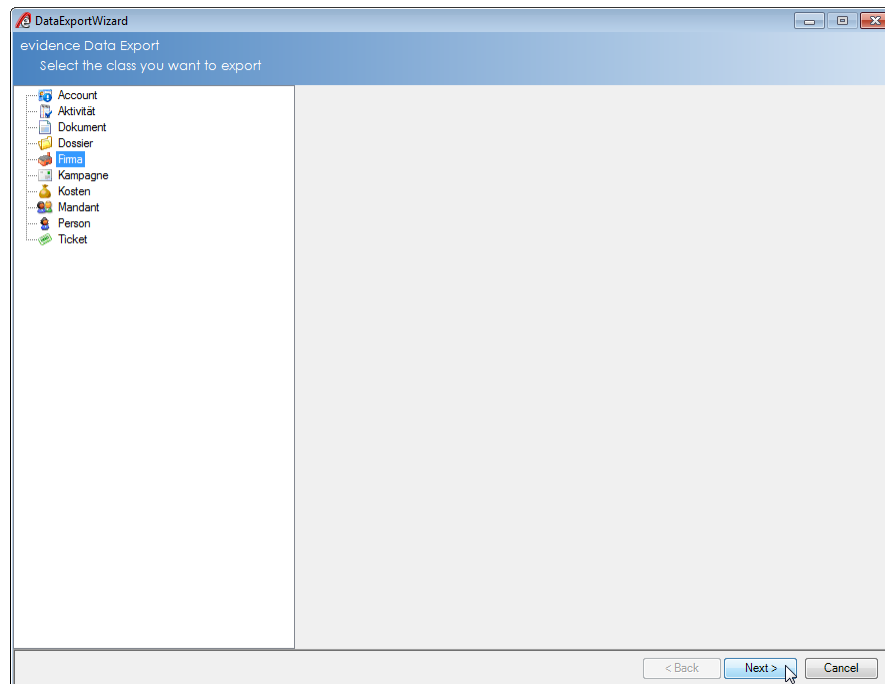 DataExportWizard
evidence Data Export
Select the class you want to export
Account
Aktivität
Dokument
Dossier
Firma
Kampagne
Kosten
Mandant
Person
Ticket
< Back Next > Cancel